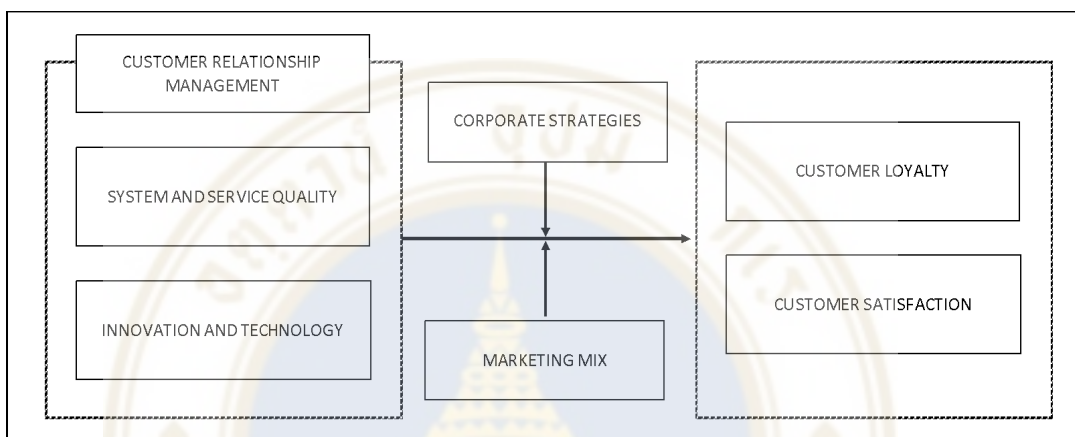 CUSTOMER RELATIONSHIP
MANAGEMENT
SYSTEM AND SERVICE QUALITY
INNOVATION AND TECHNOLOGY
CORPORATE STRATEGIES
MARKETING MIX
CUSTOMER LOYALTY
CUSTOMER SATISFACTION